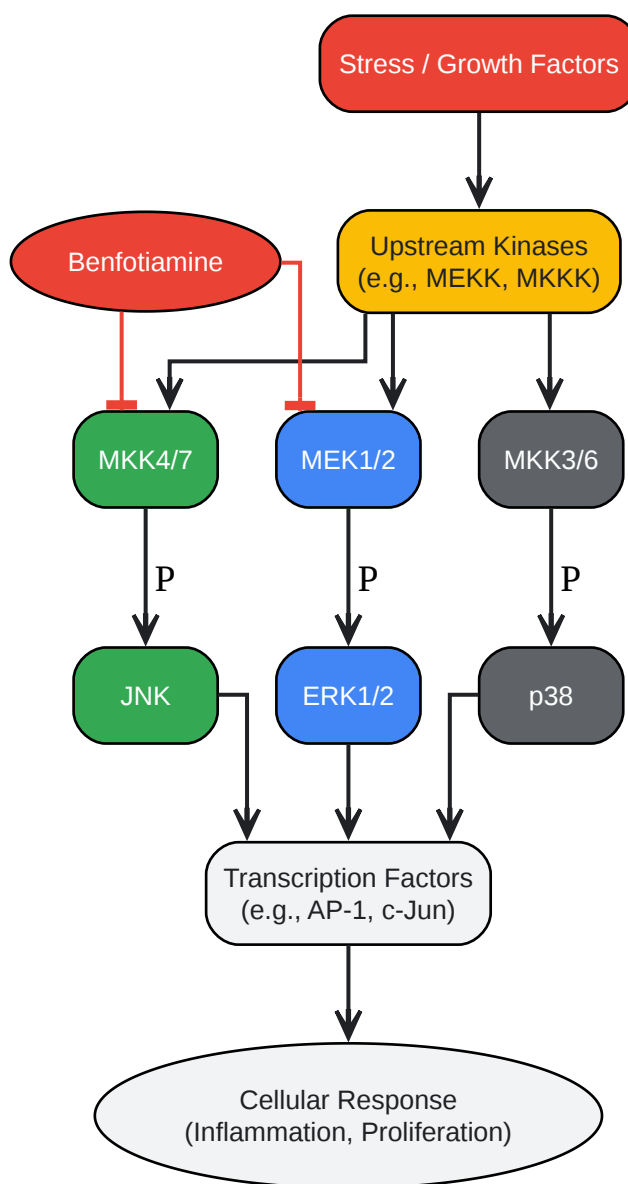 Stress / Growth Factors
Benfotiamine
Upstream Kinases
(e.g., MEKK, MKKK)
MKK4/7
MEK1/2
MKK3/6
P
P
P
JNK
ERK1/2
p38
Transcription Factors
(e.g., AP-1, c-Jun)
Cellular Response
(Inflammation, Proliferation)